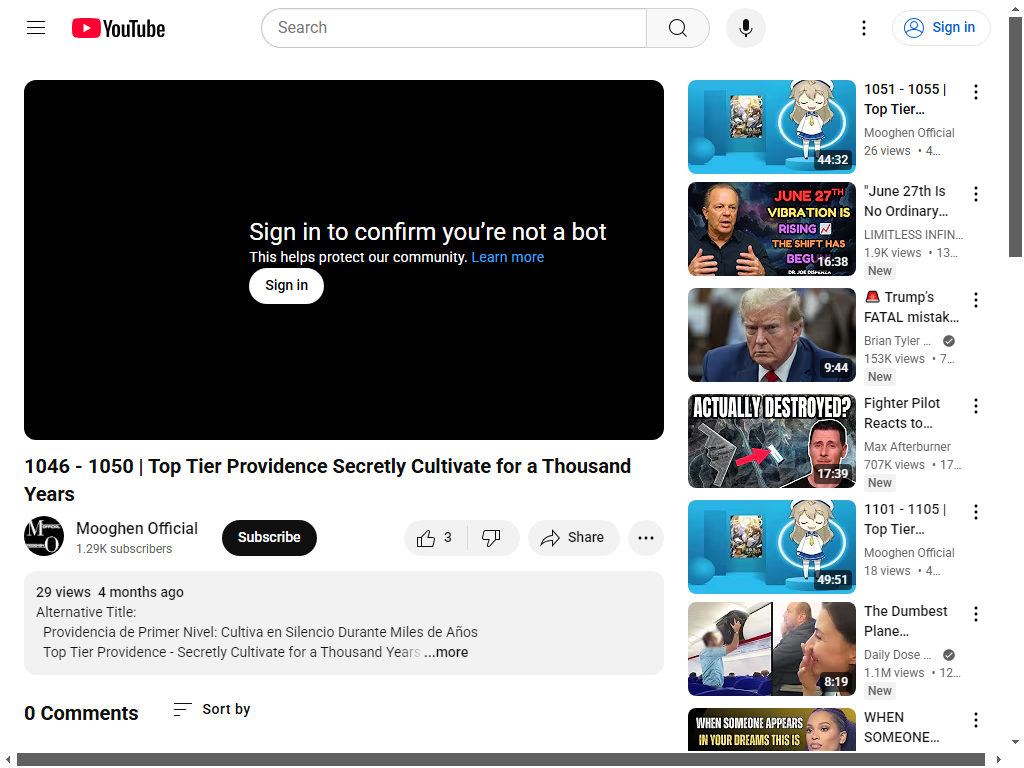 YouTube
Search
Sign in
Sign in to confirm you're not a bot
This helps protect our community. Learn more
Sign in
1046 - 1050 | Top Tier Providence Secretly Cultivate for a Thousand
Years
Mooghen Official
1.29K subscribers
Subscribe
3
Share
29 views 4 months ago
Alternative Title:
Providencia de Primer Nivel: Cultiva en Silencio Durante Miles de Años
Top Tier Providence - Secretly Cultivate for a Thousand Years ...more
0 Comments
Sort by
44:32
1051 - 1055 |
Top Tier…
Mooghen Official
26 views • 4…
JUNE 27TH
VIBRATION IS
RISING
THE SHIFT HAS
BEGUN
DR. JOE DISPENZA
16:38
"June 27th Is
No Ordinary…
LIMITLESS INFIN…
1.9K views • 13…
New
9:44
🚨 Trump's
FATAL mistak…
Brian Tyler …
153K views • 7…
New
ACTUALLY DESTROYED?
17:39
Fighter Pilot
Reacts to…
Max Afterburner
707K views • 17…
New
49:51
1101 - 1105 |
Top Tier…
Mooghen Official
18 views • 4…
8:19
The Dumbest
Plane…
Daily Dose …
1.1M views • 12…
New
WHEN SOMEONE APPEARS
IN YOUR DREAMS THIS IS
WHEN
SOMEONE…